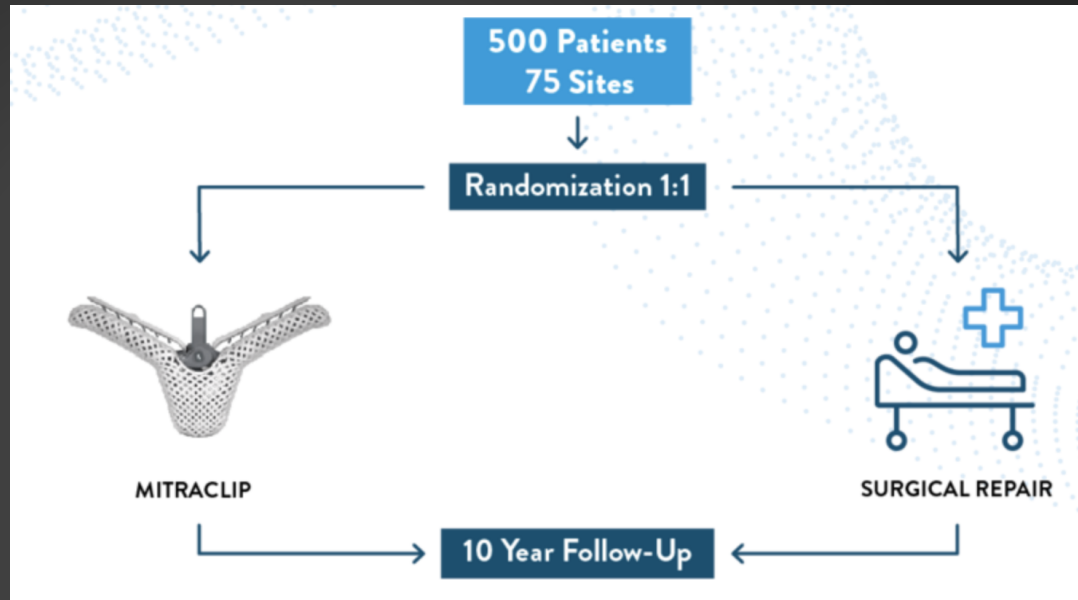 500 Patients
75 Sites
Randomization 1:1
MITRACLIP
SURGICAL REPAIR
10 Year Follow-Up